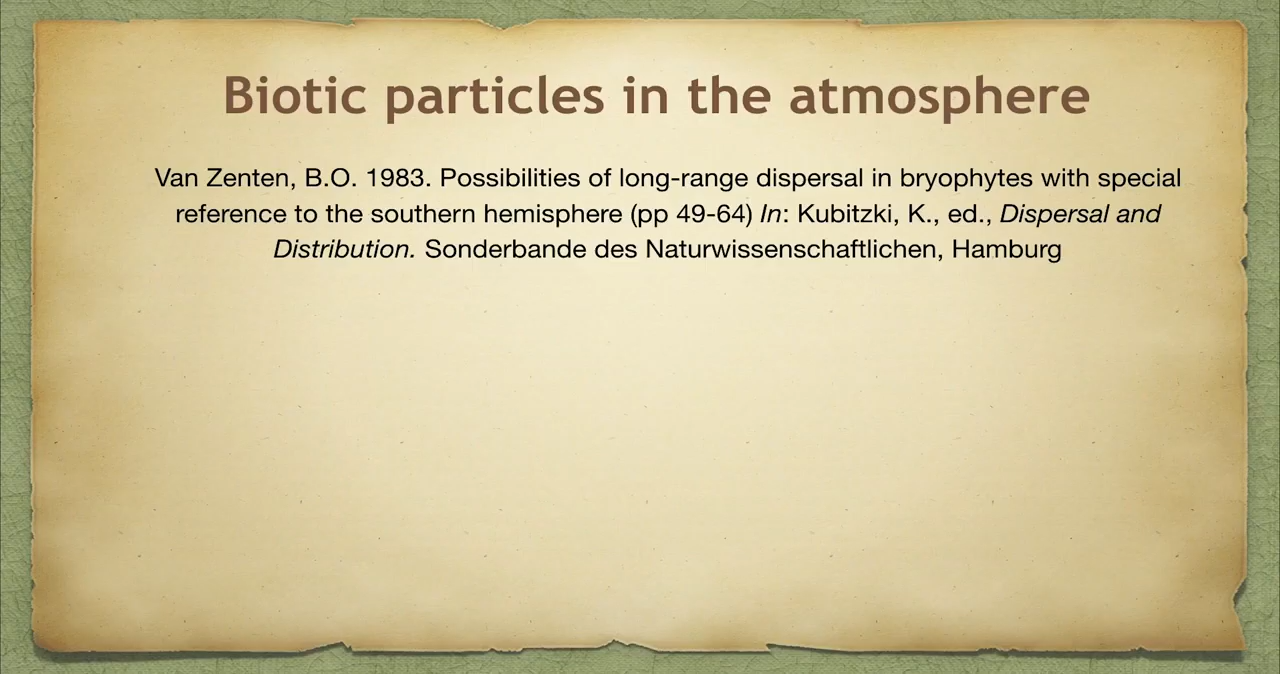 Biotic particles in the atmosphere
Van Zenten, B.O. 1983. Possibilities of long-range dispersal in bryophytes with special
reference to the southern hemisphere (pp 49-64) In: Kubitzki, K., ed., Dispersal and
Distribution. Sonderbande des Naturwissenschaftlichen, Hamburg